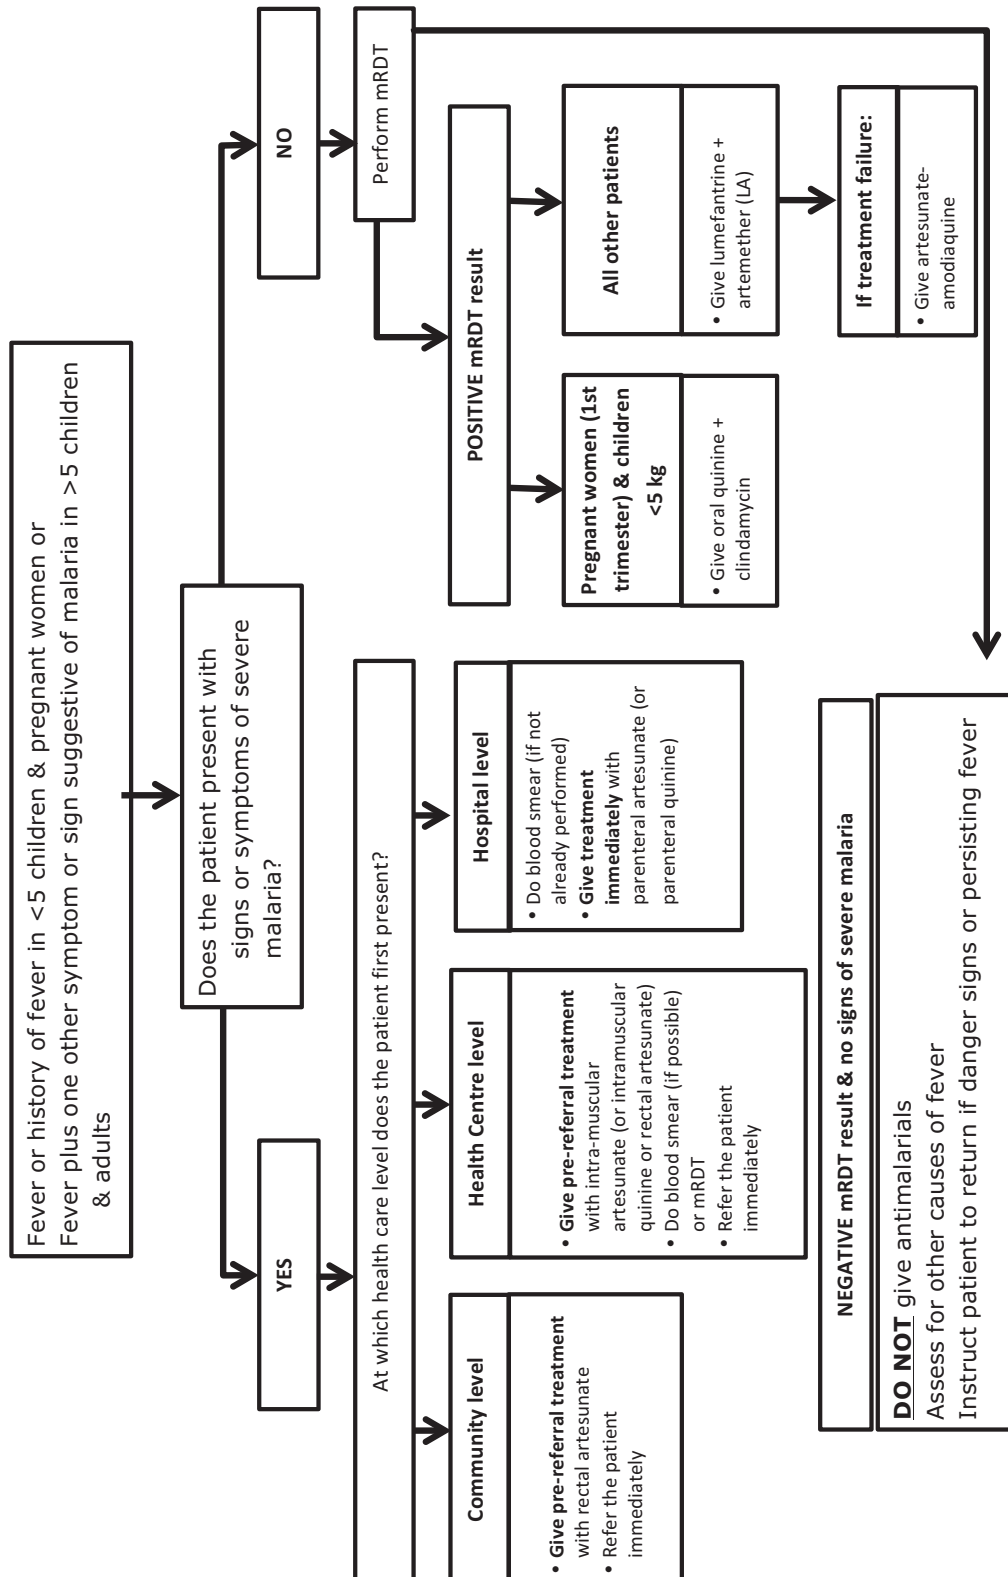 Fever or history of fever in <5 children & pregnant women or
Fever plus one other symptom or sign suggestive of malaria in >5 children
& adults
Does the patient present with
signs or symptoms of severe
malaria?
YES
NO
At which health care level does the patient first present?
Community level
• Give pre-referral treatment
with rectal artesunate
• Refer the patient
immediately
Health Centre level
• Give pre-referral treatment
with intra-muscular
artesunate (or intramuscular
quinine or rectal artesunate)
• Do blood smear (if possible)
or mRDT
• Refer the patient
immediately
Hospital level
• Do blood smear (if not
already performed)
• Give treatment
immediately with
parenteral artesunate (or
parenteral quinine)
Perform mRDT
POSITIVE mRDT result
Pregnant women (1st
trimester) & children
<5 kg
• Give oral quinine +
clindamycin
All other patients
• Give lumefantrine +
artemether (LA)
If treatment failure:
• Give artesunate-
amodiaquine
NEGATIVE mRDT result & no signs of severe malaria
DO NOT give antimalarials
Assess for other causes of fever
Instruct patient to return if danger signs or persisting fever